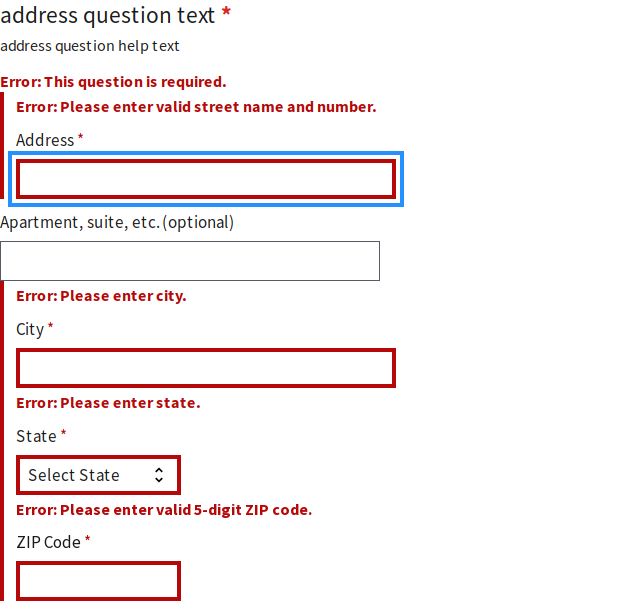 address question text *
address question help text
Error: This question is required.
Error: Please enter valid street name and number.
Address *
Apartment, suite, etc. (optional)
Error: Please enter city.
City *
Error: Please enter state.
State *
Select State
Error: Please enter valid 5-digit ZIP code.
ZIP Code *